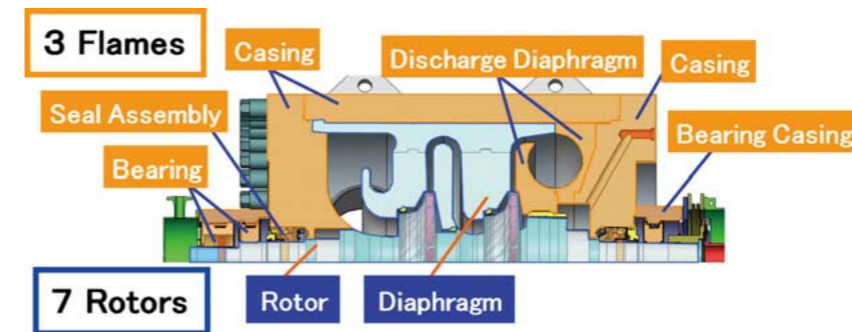 3 Flames
Casing
Discharge Diaphragm
Casing
Seal Assembly
Bearing Casing
Bearing
7 Rotors
Rotor
Diaphragm